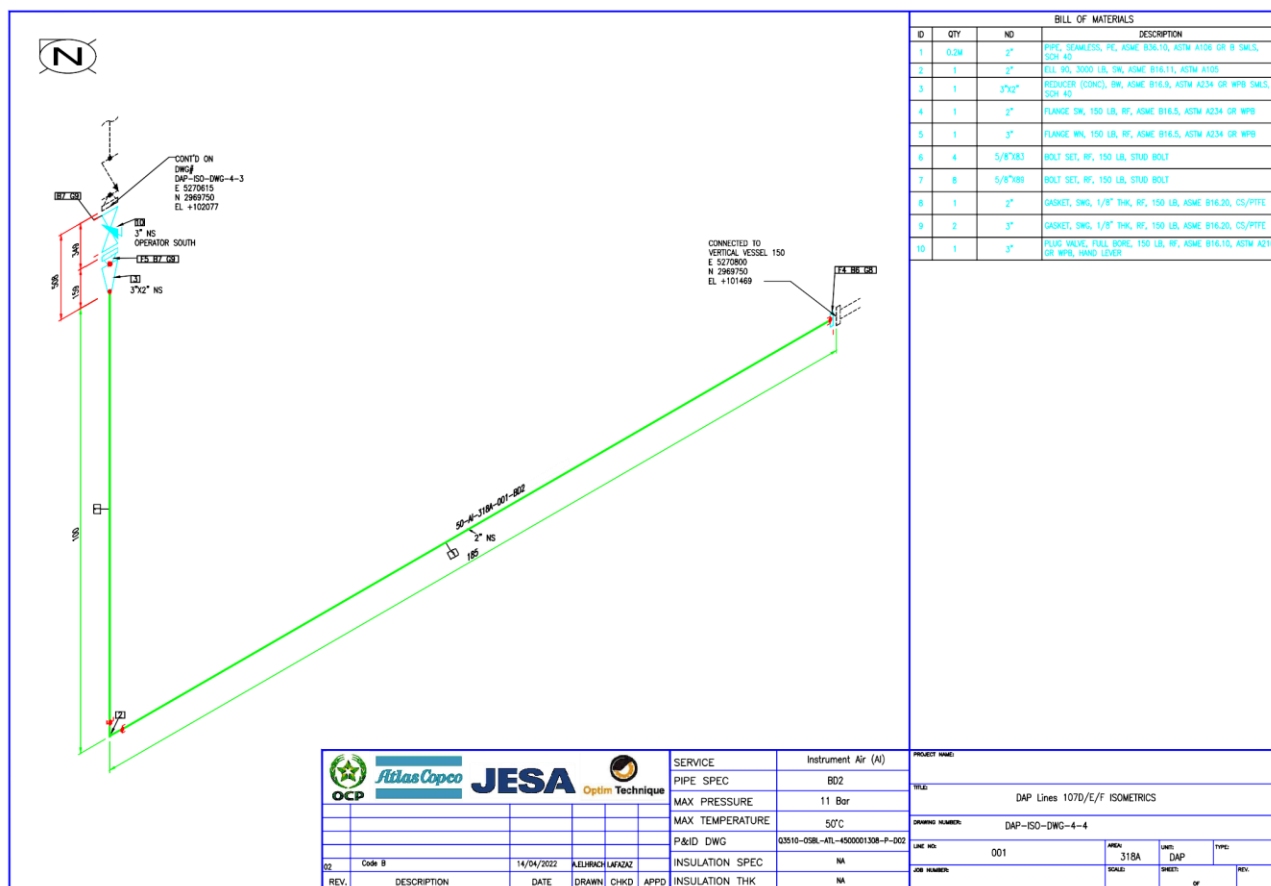 N
CONT'D ON
DWG#
DAP-ISO-DWG-4-3
E 5270615
N 2969750
EL +102077
B7 G9
10
3" NS
OPERATOR SOUTH
F5 B7 G9
3
3"X2" NS
348
158
506
100
1
2
CONNECTED TO
VERTICAL VESSEL 150
E 5270800
N 2969750
EL +101469
F4 B6 G8
50-AI-318A-001-BD2
2" NS
1
185
BILL OF MATERIALS
ID QTY ND DESCRIPTION
1 0.2M 2" PIPE, SEAMLESS, PE, ASME B36.10, ASTM A106 GR B SMLS,
SCH 40
2 1 2" ELL 90, 3000 LB, SW, ASME B16.11, ASTM A105
3 1 3"X2" REDUCER (CONC), BW, ASME B16.9, ASTM A234 GR WPB SMLS,
SCH 40
4 1 2" FLANGE SW, 150 LB, RF, ASME B16.5, ASTM A234 GR WPB
5 1 3" FLANGE WN, 150 LB, RF, ASME B16.5, ASTM A234 GR WPB
6 4 5/8"X83 BOLT SET, RF, 150 LB, STUD BOLT
7 8 5/8"X89 BOLT SET, RF, 150 LB, STUD BOLT
8 1 2" GASKET, SWG, 1/8" THK, RF, 150 LB, ASME B16.20, CS/PTFE
9 2 3" GASKET, SWG, 1/8" THK, RF, 150 LB, ASME B16.20, CS/PTFE
10 1 3" PLUG VALVE, FULL BORE, 150 LB, RF, ASME B16.10, ASTM A21
GR WPB, HAND LEVER
OCP Atlas Copco JESA Optim Technique
02 Code B 14/04/2022 A.ELHRACH LAFAZAZ
REV. DESCRIPTION DATE DRAWN CHKD APPD
SERVICE Instrument Air (AI)
PIPE SPEC BD2
MAX PRESSURE 11 Bar
MAX TEMPERATURE 50°C
P&ID DWG Q3510-OSBL-ATL-4500001308-P-D02
INSULATION SPEC NA
INSULATION THK NA
PROJECT NAME:
TITLE: DAP Lines 107D/E/F ISOMETRICS
DRAWING NUMBER: DAP-ISO-DWG-4-4
LINE NO: 001
AREA: 318A
UNIT: DAP
TYPE:
JOB NUMBER:
SCALE:
SHEET: OF
REV.